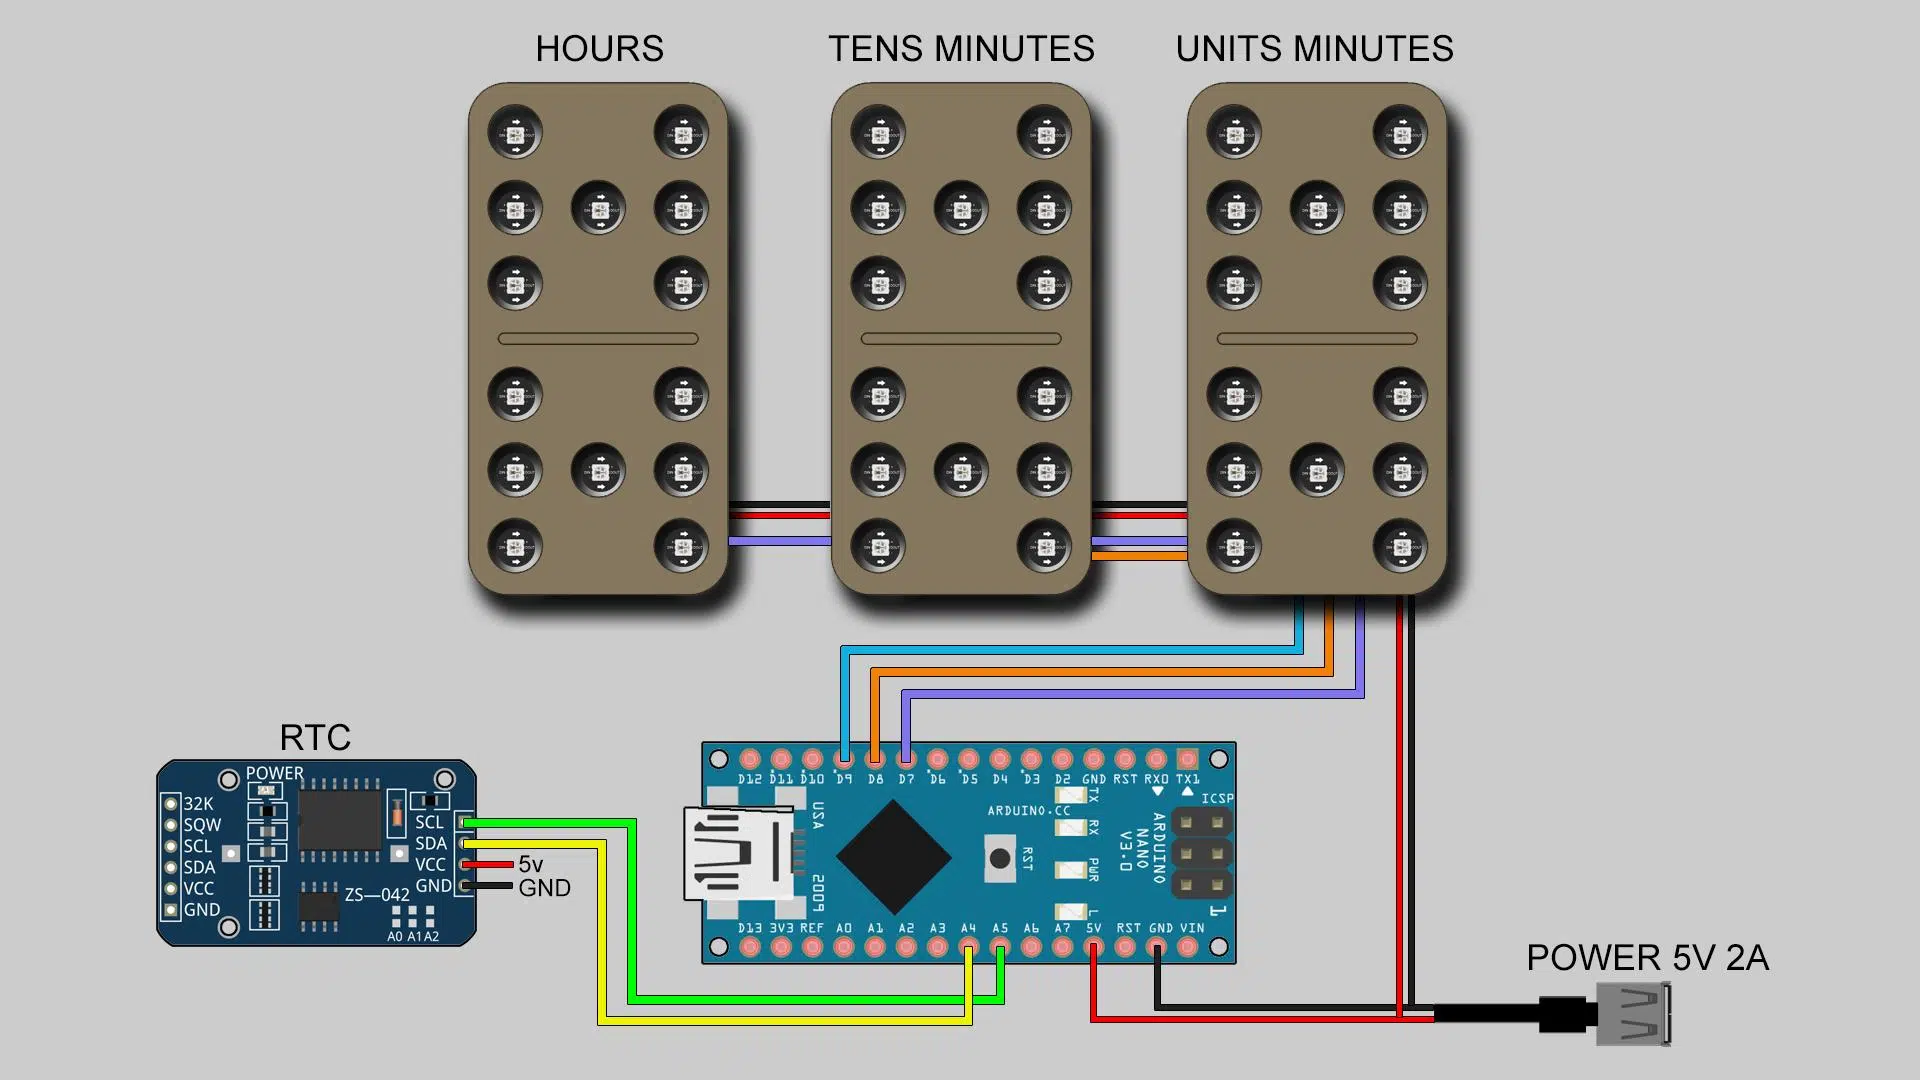 HOURS
TENS MINUTES
UNITS MINUTES
RTC
POWER
32K
SQW
SCL
SDA
VCC
GND
SCL
SDA
VCC
GND
ZS—042
A0 A1 A2
5v
GND
D12 D11 D10 D9 D8 D7 D6 D5 D4 D3 D2 GND RST RX0 TX1
USA
2005
ARDUINO.CC
RST
TX
RX
PWR
L
ARDUINO
NANO
V3.0
ICSP
1
D13 3V3 REF A0 A1 A2 A3 A4 A5 A6 A7 5V RST GND VIN
POWER 5V 2A